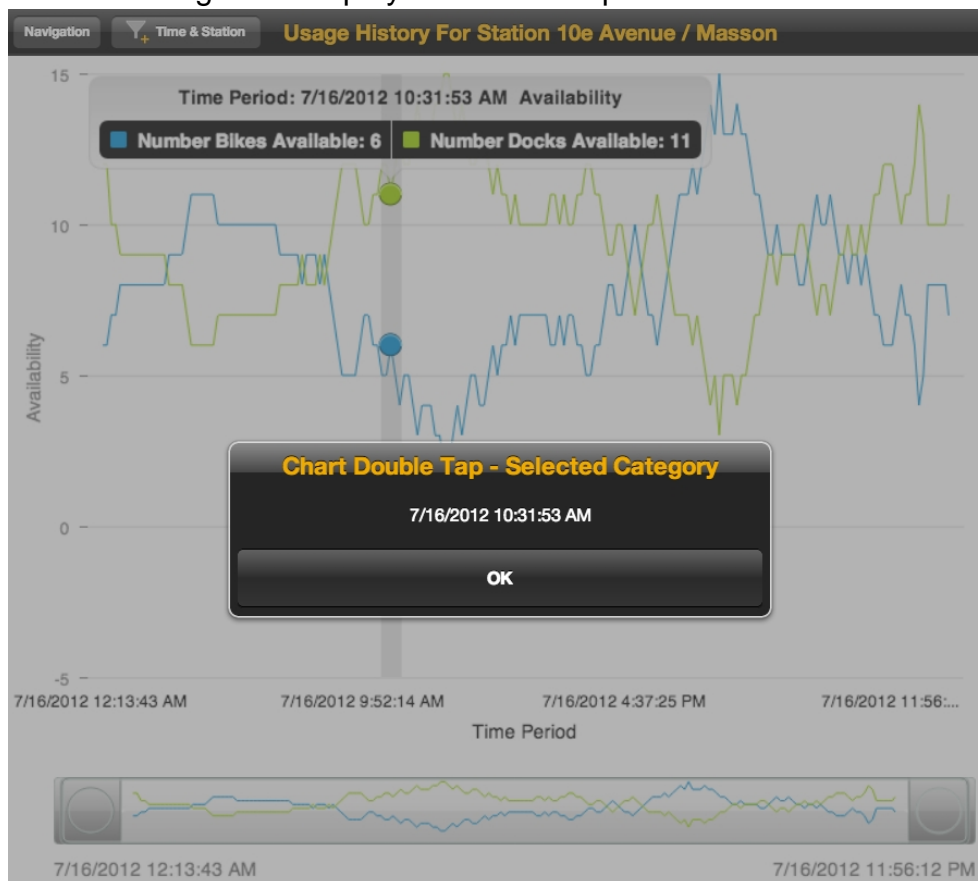 Navigation
Time & Station
Usage History For Station 10e Avenue / Masson
15
Time Period: 7/16/2012 10:31:53 AM Availability
Number Bikes Available: 6
Number Docks Available: 11
10
Availability
5
Chart Double Tap - Selected Category
7/16/2012 10:31:53 AM
0
OK
-5
7/16/2012 12:13:43 AM 7/16/2012 9:52:14 AM 7/16/2012 4:37:25 PM 7/16/2012 11:56:...
Time Period
7/16/2012 12:13:43 AM 7/16/2012 11:56:12 PM